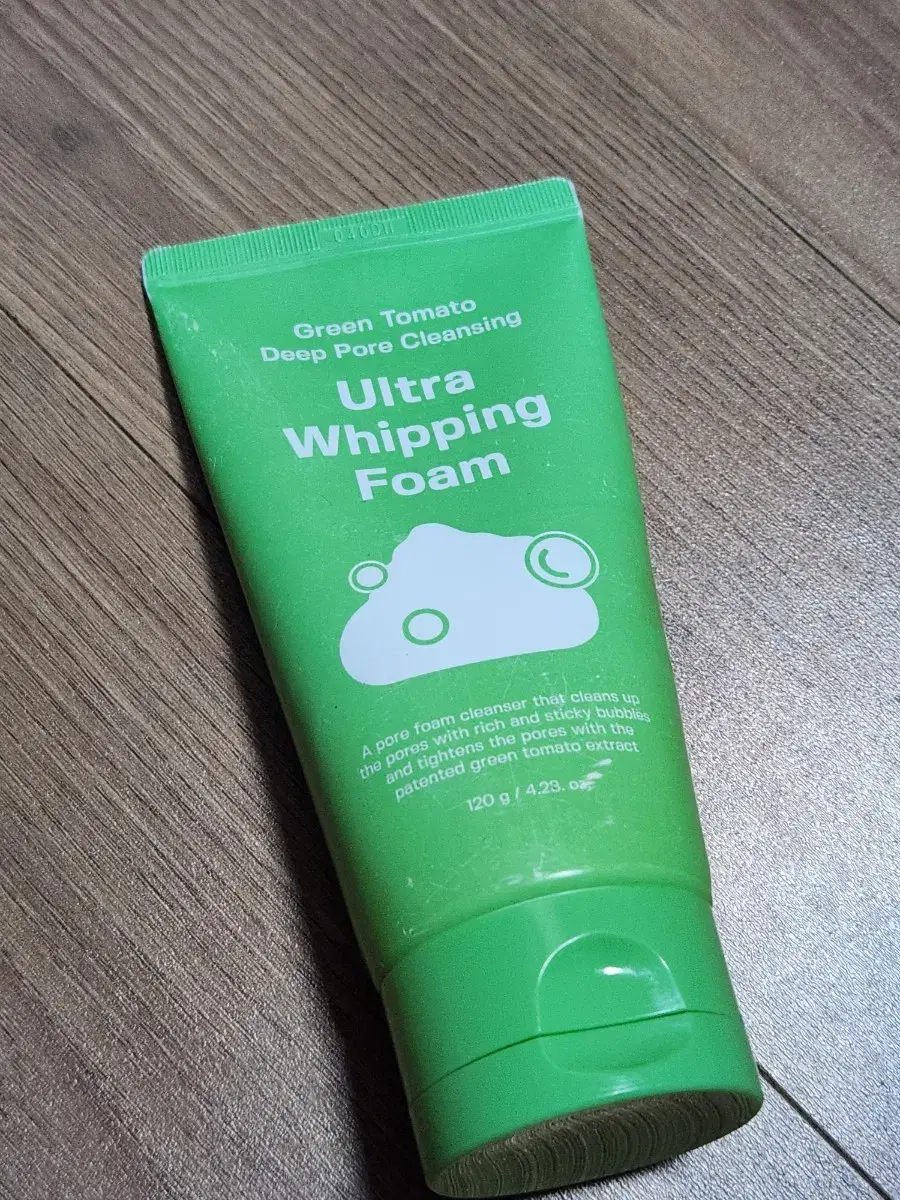 Green Tomato
Deep Pore Cleansing
Ultra
Whipping
Foam
A pore foam cleanser that cleans up
the pores with rich and sticky bubbles
and tightens the pores with the
patented green tomato extract
120 g / 4.23. oz